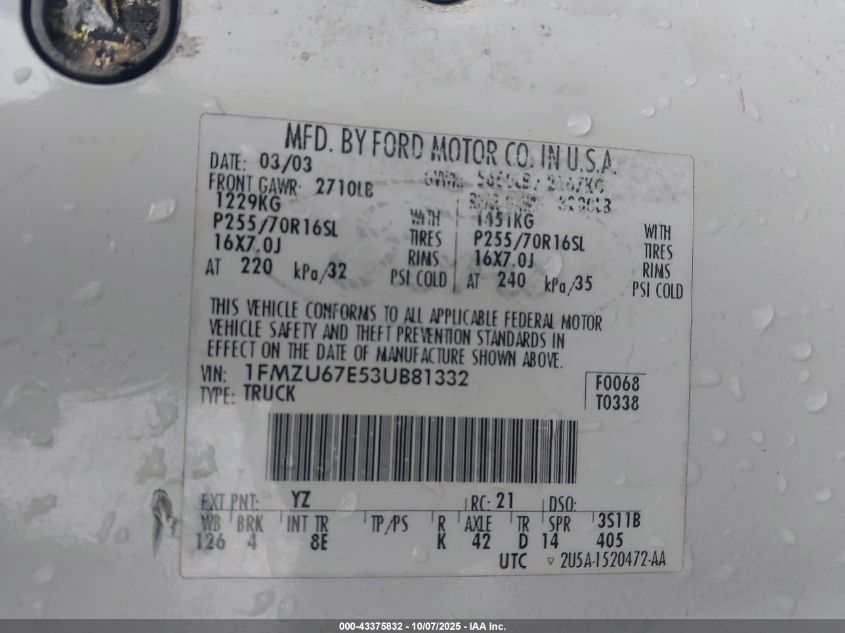 MFD. BY FORD MOTOR CO. IN U.S.A.
DATE: 03/03 GVWR:
FRONT GAWR: 2710LB
1229KG WITH 1451KG WITH
P255/70R16SL TIRES P255/70R16SL TIRES
16X7.0J RIMS 16X7.0J RIMS
AT 220 kPa/32 PSI COLD AT 240 kPa/35 PSI COLD
THIS VEHICLE CONFORMS TO ALL APPLICABLE FEDERAL MOTOR
VEHICLE SAFETY AND THEFT PREVENTION STANDARDS IN
EFFECT ON THE DATE OF MANUFACTURE SHOWN ABOVE.
VIN: 1FMZU67E53UB81332 F0068
TYPE: TRUCK T0338
EXT PNT: YZ RC: 21 DSO:
WB BRK INT TR TP/PS R AXLE TR SPR 3S11B
126 4 8E K 42 D 14 405
UTC ▽ 2U5A-1520472-AA
000-43375832 - 10/07/2025 - IAA Inc.